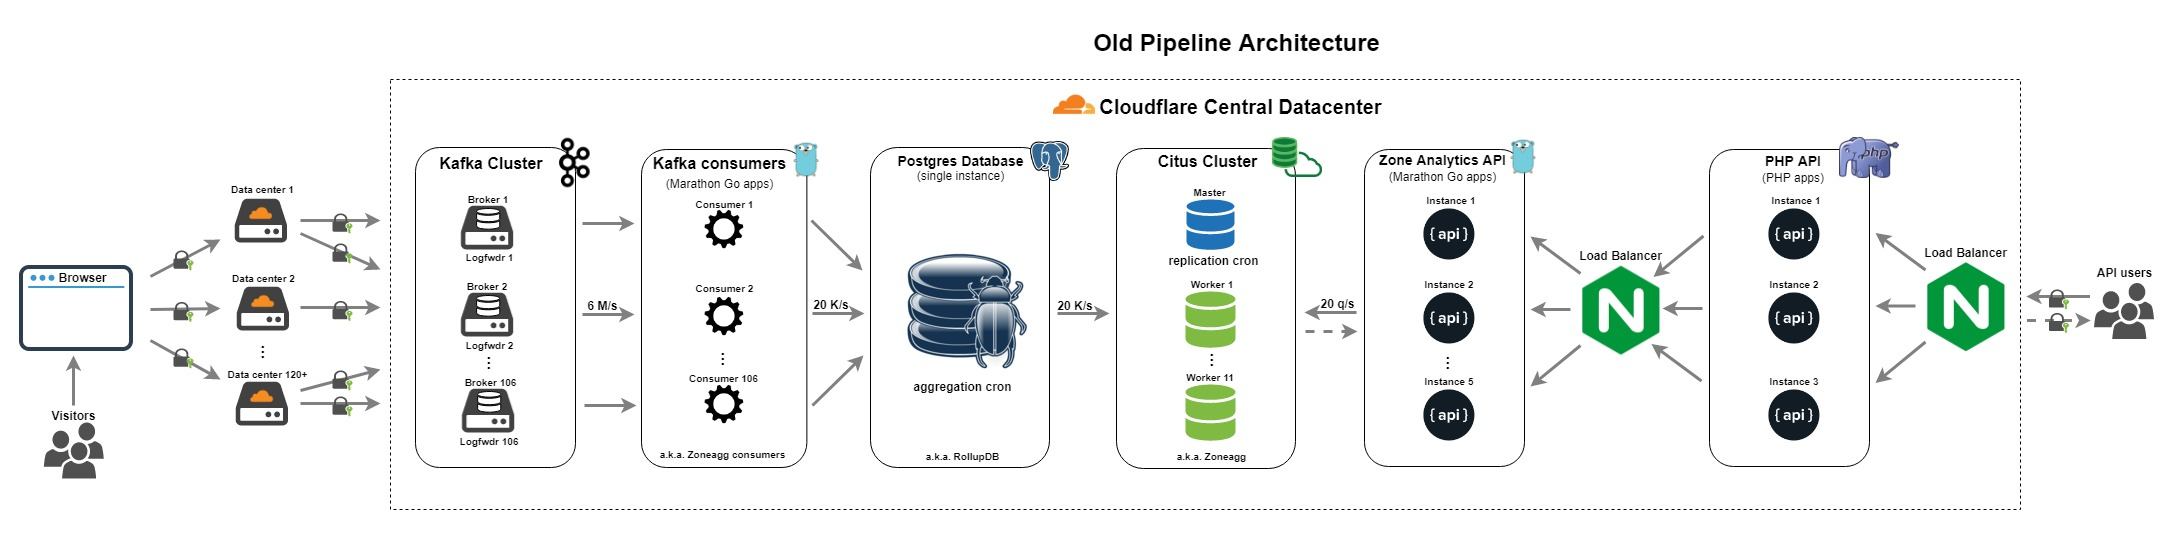 Old Pipeline Architecture
Cloudflare Central Datacenter
Visitors
Browser
Data center 1
Data center 2
Data center 120+
Kafka Cluster
Broker 1
Logfwdr 1
Broker 2
Logfwdr 2
Broker 106
Logfwdr 106
6 M/s
Kafka consumers
(Marathon Go apps)
Consumer 1
Consumer 2
Consumer 106
a.k.a. Zoneagg consumers
20 K/s
Postgres Database
(single instance)
aggregation cron
a.k.a. RollupDB
20 K/s
Citus Cluster
Master
replication cron
Worker 1
Worker 11
a.k.a. Zoneagg
20 q/s
Zone Analytics API
(Marathon Go apps)
Instance 1
{ api }
Instance 2
{ api }
Instance 5
{ api }
Load Balancer
N
PHP API
php
(PHP apps)
Instance 1
{ api }
Instance 2
{ api }
Instance 3
{ api }
Load Balancer
N
API users